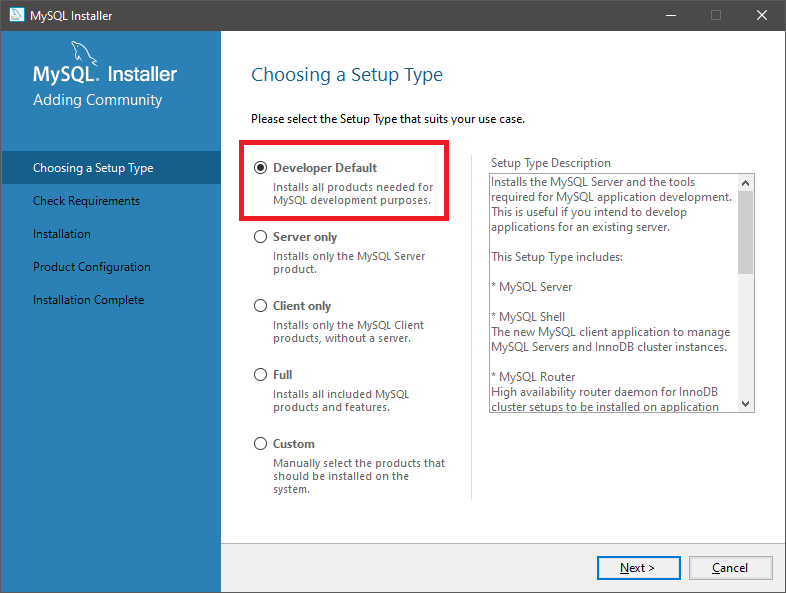 MySQL Installer
MySQL. Installer
Adding Community
Choosing a Setup Type
Check Requirements
Installation
Product Configuration
Installation Complete
Choosing a Setup Type
Please select the Setup Type that suits your use case.
Developer Default
Installs all products needed for
MySQL development purposes.
Server only
Installs only the MySQL Server
product.
Client only
Installs only the MySQL Client
products, without a server.
Full
Installs all included MySQL
products and features.
Custom
Manually select the products that
should be installed on the
system.
Setup Type Description
Installs the MySQL Server and the tools
required for MySQL application development.
This is useful if you intend to develop
applications for an existing server.
This Setup Type includes:
* MySQL Server
* MySQL Shell
The new MySQL client application to manage
MySQL Servers and InnoDB cluster instances.
* MySQL Router
High availability router daemon for InnoDB
cluster setups to be installed on application
Next >
Cancel